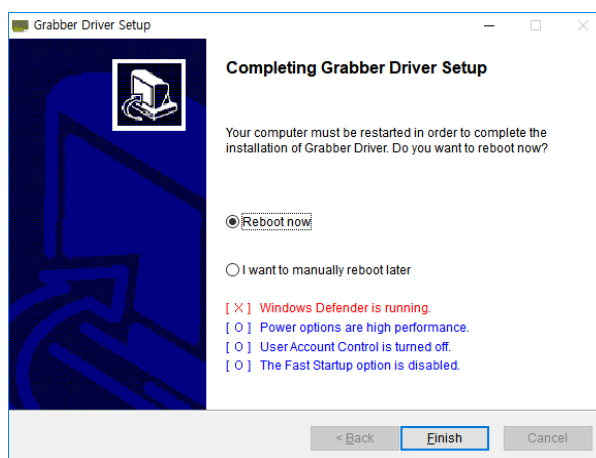 Grabber Driver Setup
Completing Grabber Driver Setup
Your computer must be restarted in order to complete the
installation of Grabber Driver. Do you want to reboot now?
Reboot now
I want to manually reboot later
[ X ] Windows Defender is running.
[ O ] Power options are high performance.
[ O ] User Account Control is turned off.
[ O ] The Fast Startup option is disabled.
< Back
Finish
Cancel